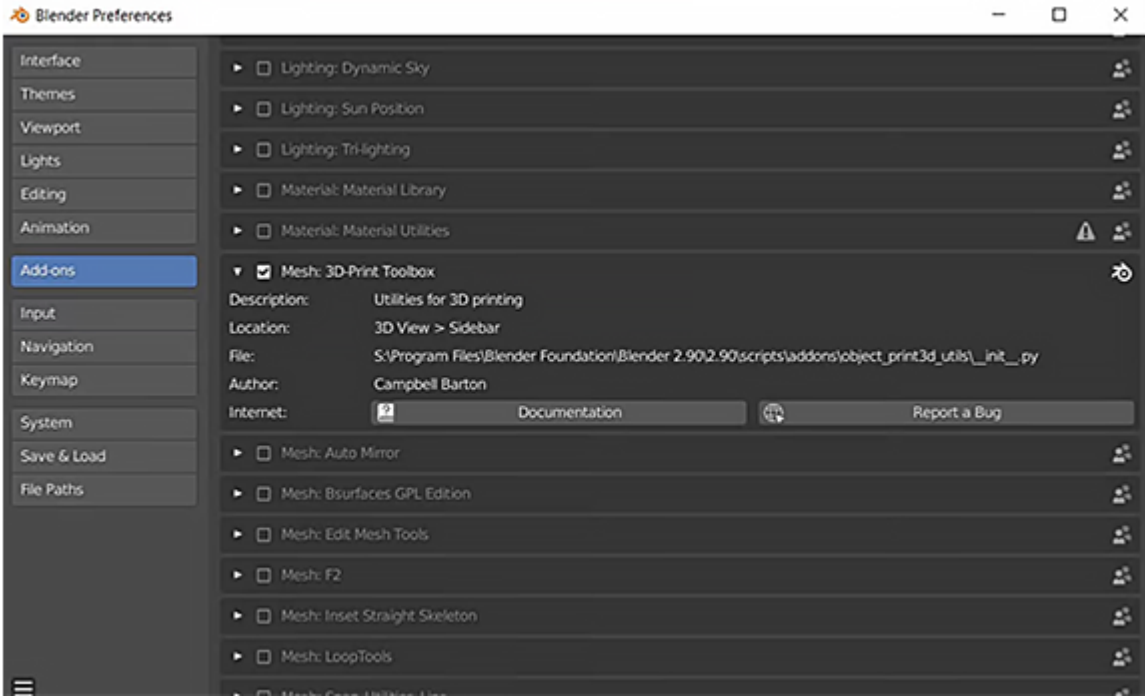 Blender Preferences
Interface
Themes
Viewport
Lights
Editing
Animation
Add-ons
Input
Navigation
Keymap
System
Save & Load
File Paths
Lighting: Dynamic Sky
Lighting: Sun Position
Lighting: Tri-lighting
Material: Material Library
Material: Material Utilities
Mesh: 3D-Print Toolbox
Description: Utilities for 3D printing
Location: 3D View > Sidebar
File: S:\Program Files\Blender Foundation\Blender 2.90\2.90\scripts\addons\object_print3d_utils\__init__.py
Author: Campbell Barton
Internet: Documentation Report a Bug
Mesh: Auto Mirror
Mesh: Bsurfaces GPL Edition
Mesh: Edit Mesh Tools
Mesh: F2
Mesh: Inset Straight Skeleton
Mesh: LoopTools